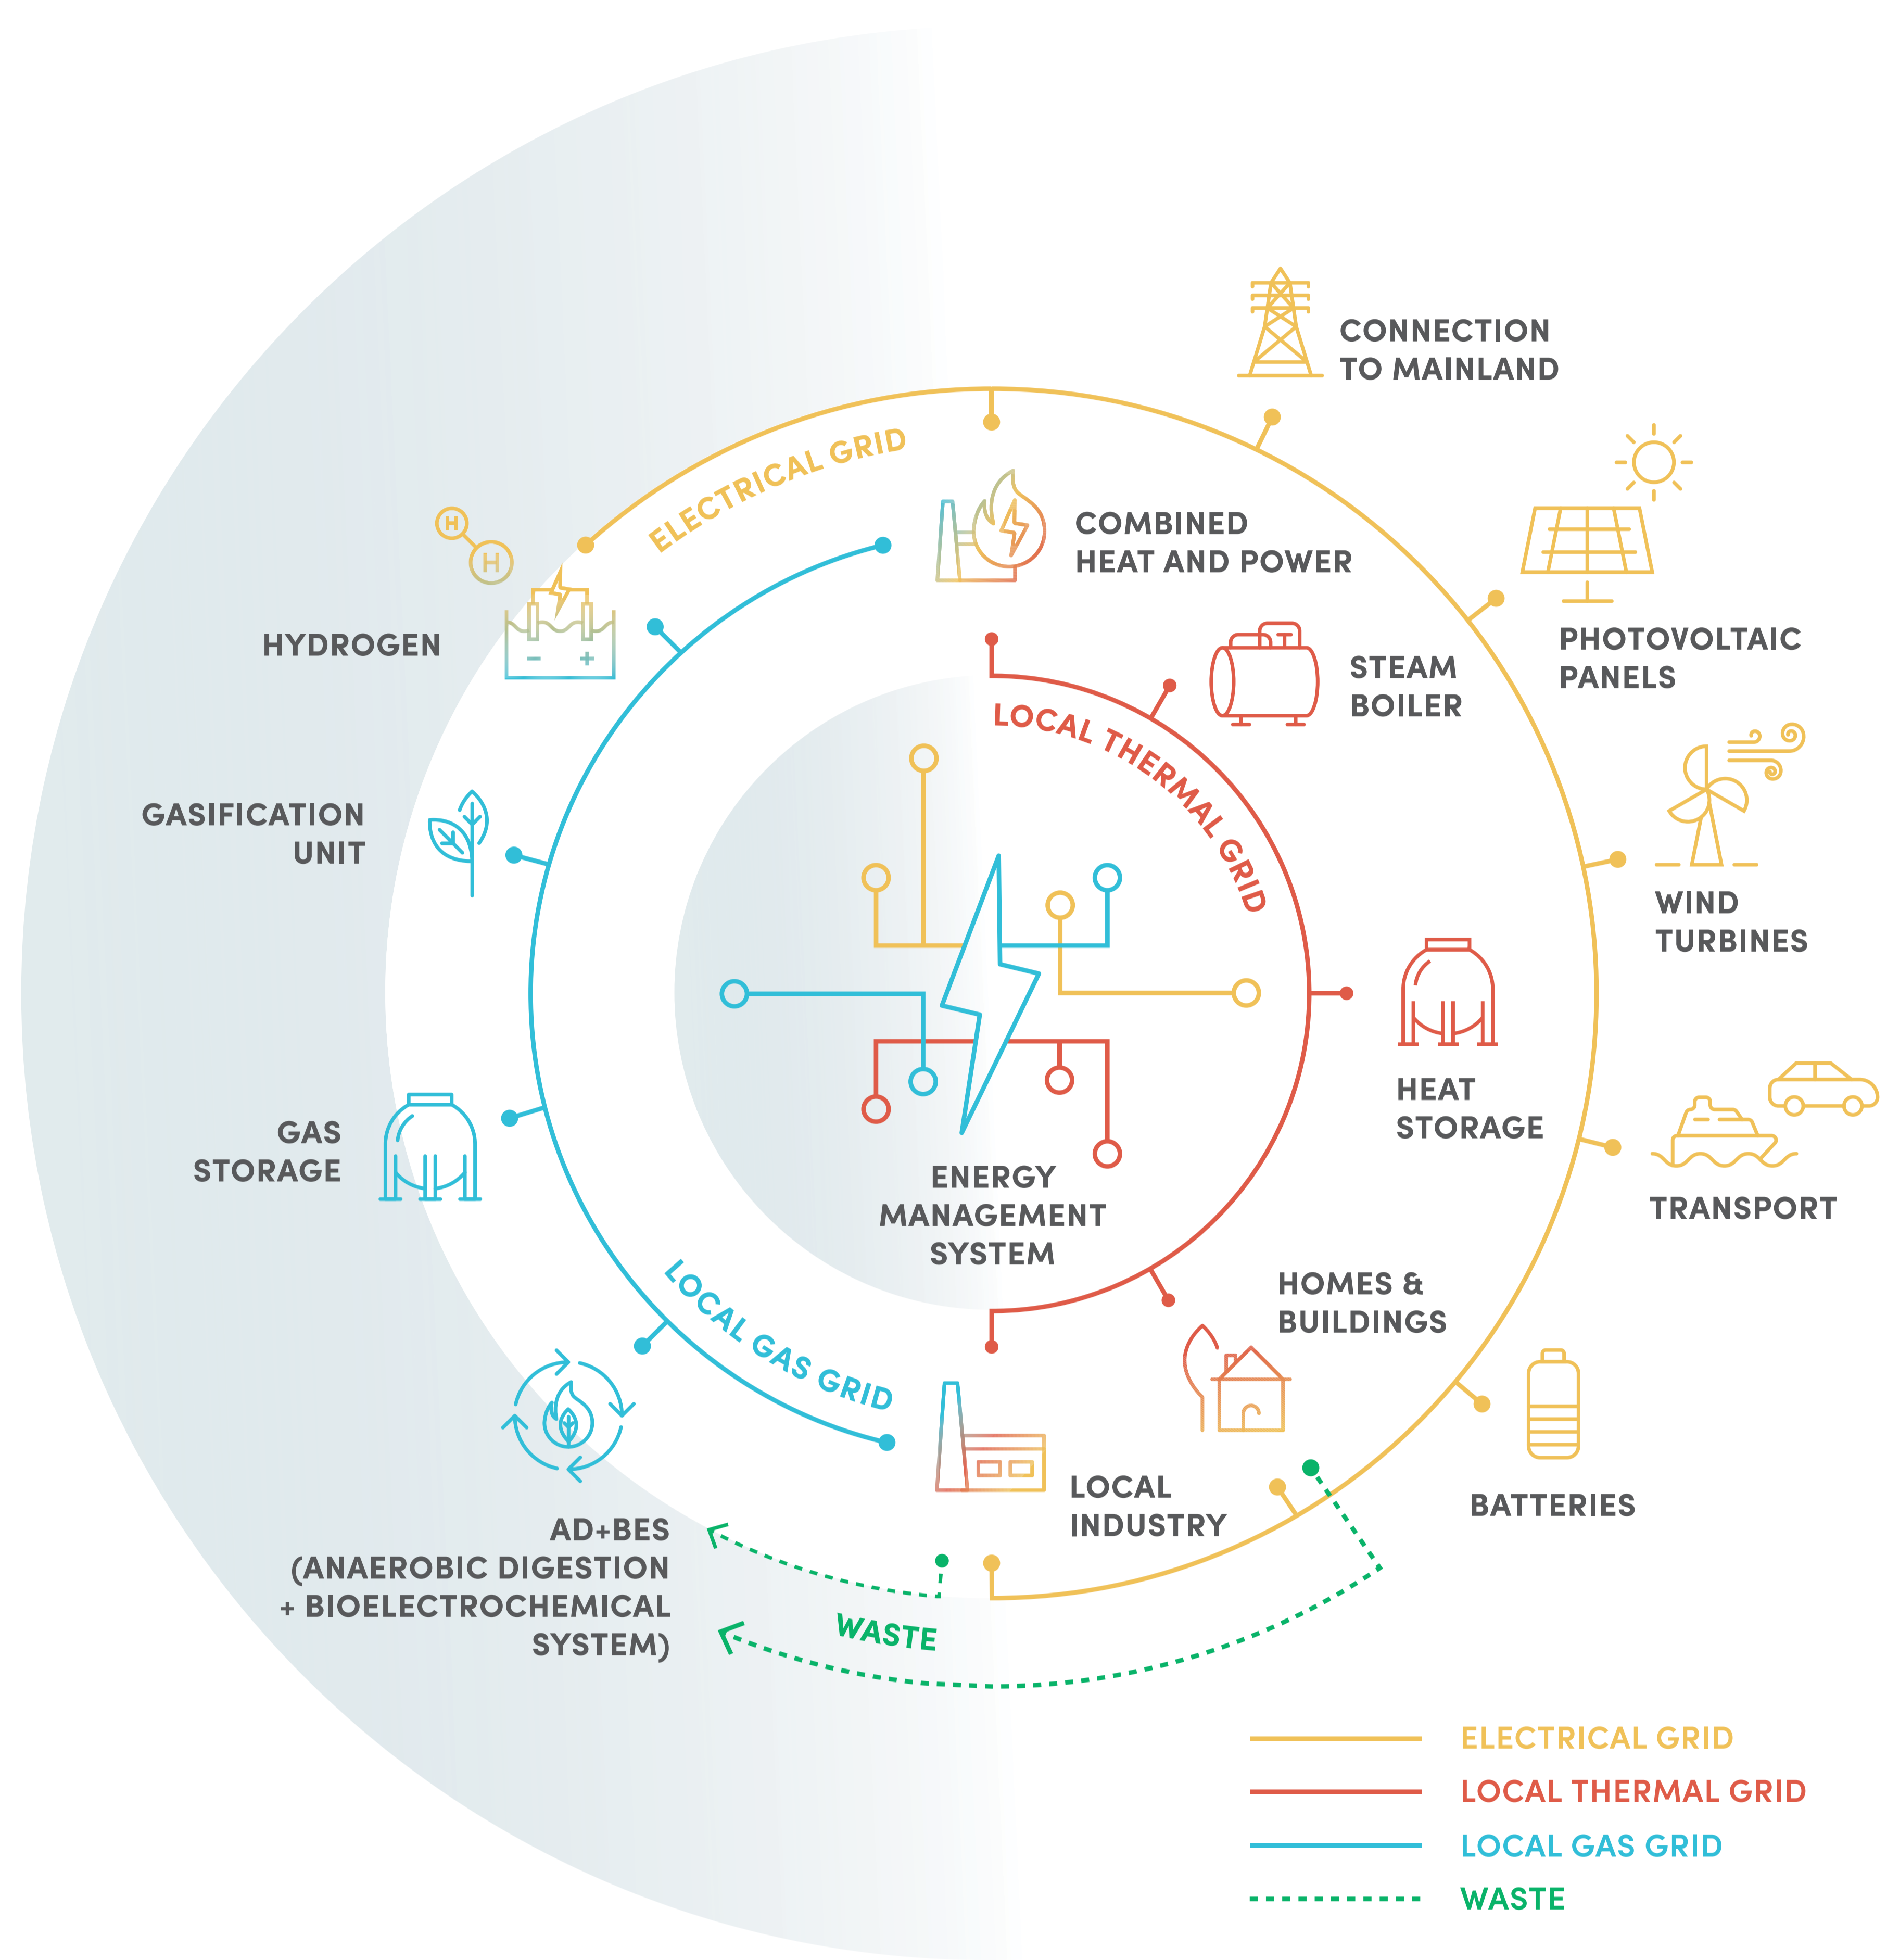 CONNECTION
TO MAINLAND
ELECTRICAL GRID
COMBINED
HEAT AND POWER
H
H
HYDROGEN
- +
PHOTOVOLTAIC
PANELS
STEAM
BOILER
LOCAL THERMAL GRID
GASIFICATION
UNIT
WIND
TURBINES
HEAT
STORAGE
GAS
STORAGE
TRANSPORT
ENERGY
MANAGEMENT
SYSTEM
HOMES &
BUILDINGS
LOCAL GAS GRID
LOCAL
INDUSTRY
BATTERIES
AD+BES
(ANAEROBIC DIGESTION
+ BIOELECTROCHEMICAL
SYSTEM)
WASTE
ELECTRICAL GRID
LOCAL THERMAL GRID
LOCAL GAS GRID
WASTE